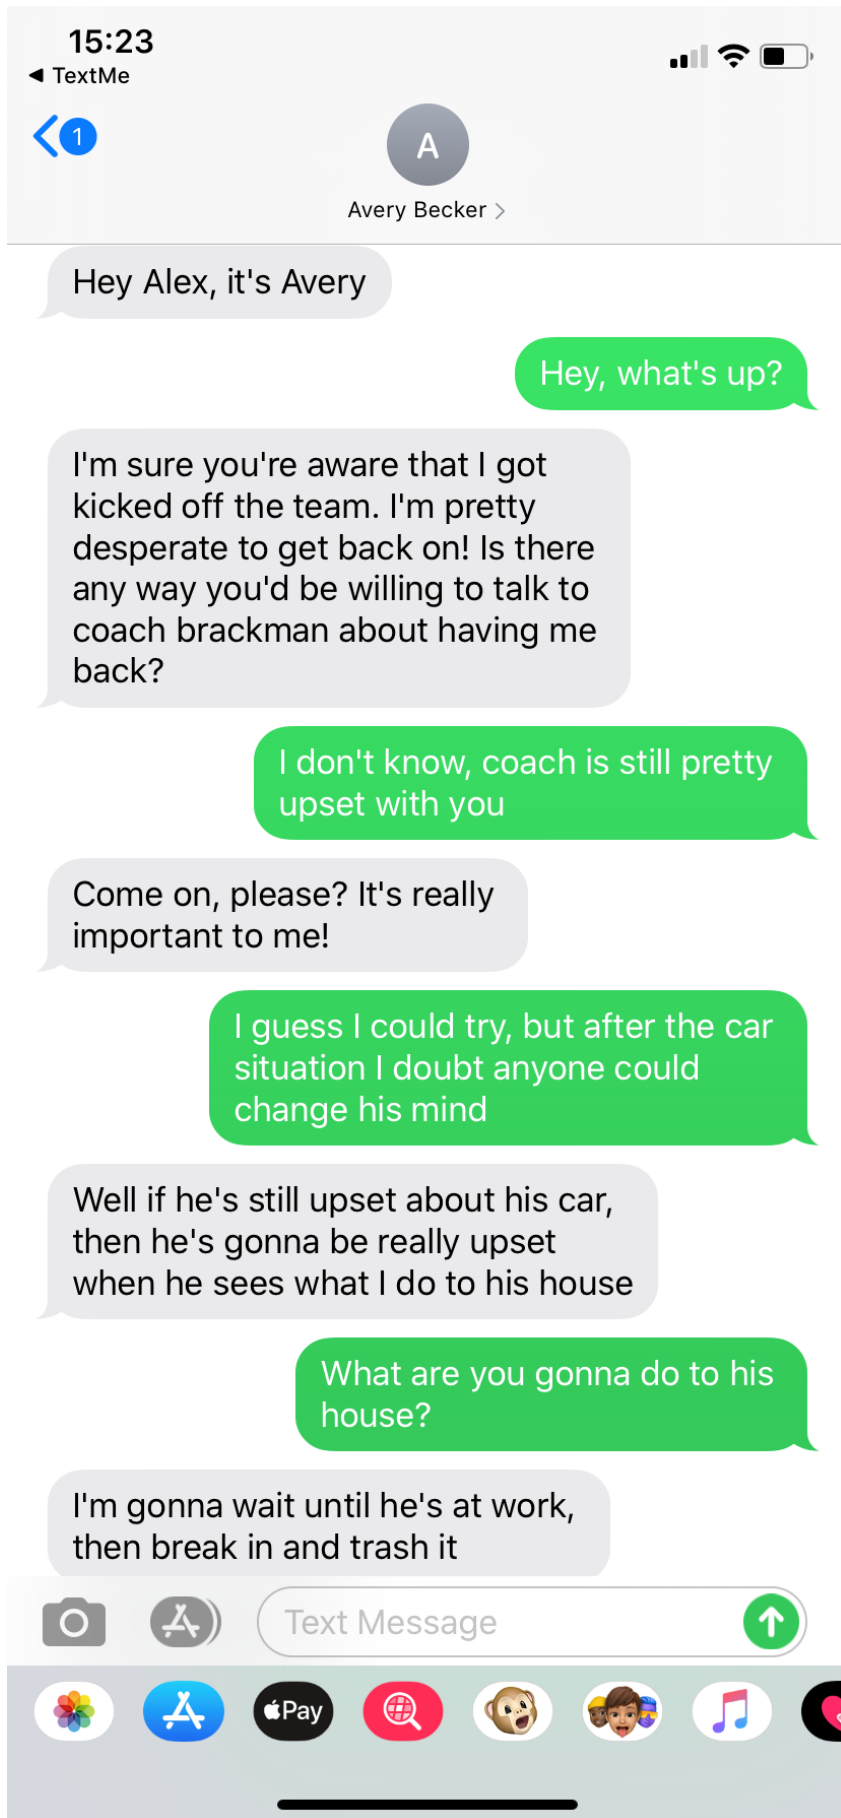 15:23
◀ TextMe
1
A
Avery Becker >
Hey Alex, it's Avery
Hey, what's up?
I'm sure you're aware that I got
kicked off the team. I'm pretty
desperate to get back on! Is there
any way you'd be willing to talk to
coach brackman about having me
back?
I don't know, coach is still pretty
upset with you
Come on, please? It's really
important to me!
I guess I could try, but after the car
situation I doubt anyone could
change his mind
Well if he's still upset about his car,
then he's gonna be really upset
when he sees what I do to his house
What are you gonna do to his
house?
I'm gonna wait until he's at work,
then break in and trash it
Text Message
Pay